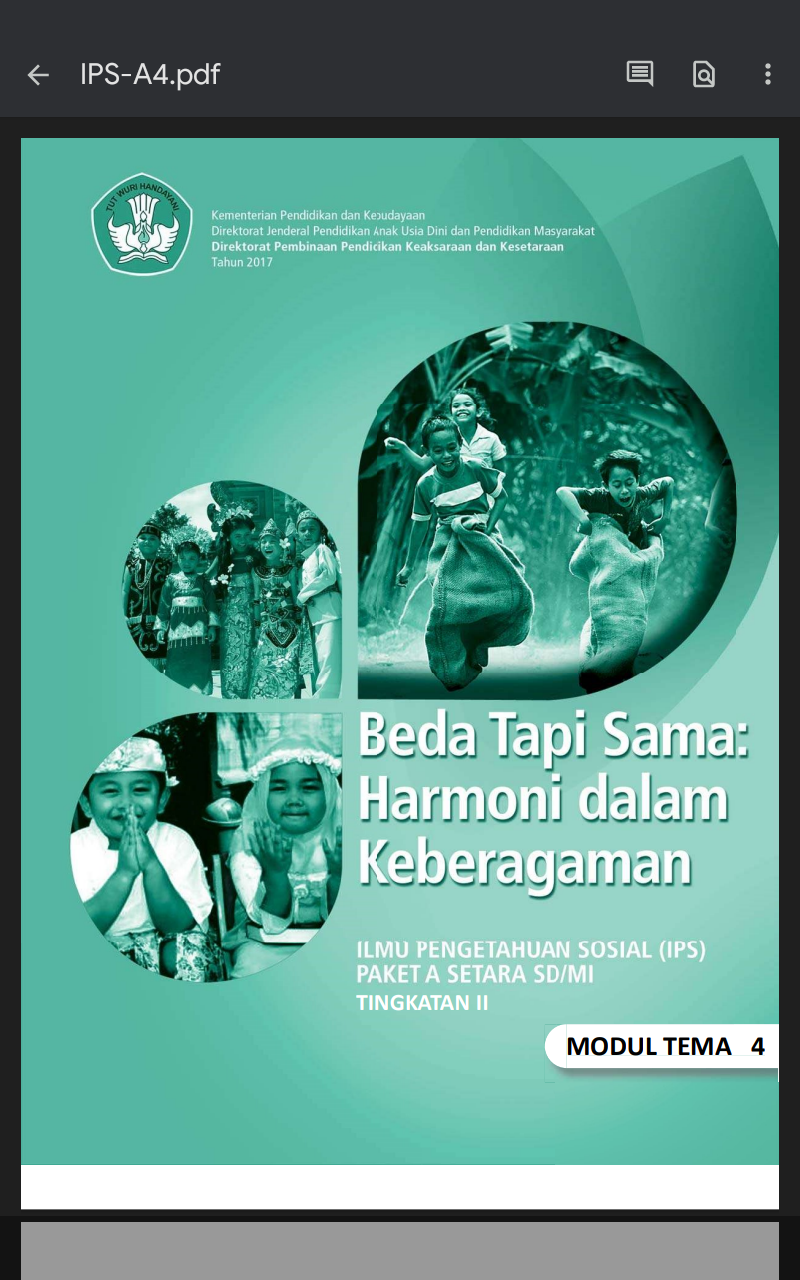 IPS-A4.pdf
TUT WURI HANDAYANI
Kementerian Pendidikan dan Kebudayaan
Direktorat Jenderal Pendidikan Anak Usia Dini dan Pendidikan Masyarakat
Direktorat Pembinaan Pendidikan Keaksaraan dan Kesetaraan
Tahun 2017
Beda Tapi Sama:
Harmoni dalam
Keberagaman
ILMU PENGETAHUAN SOSIAL (IPS)
PAKET A SETARA SD/MI
TINGKATAN II
MODUL TEMA 4